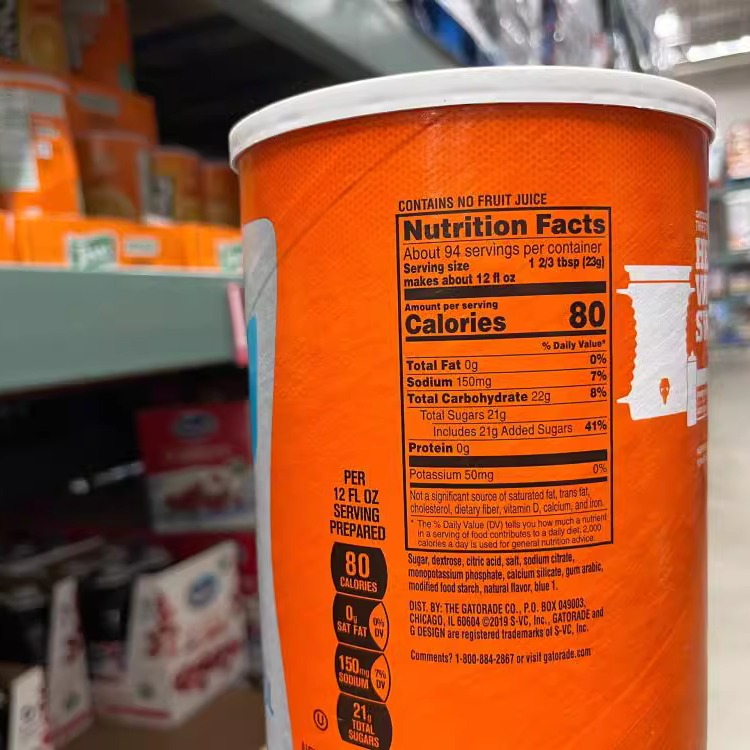 CONTAINS NO FRUIT JUICE
Nutrition Facts
About 94 servings per container
Serving size 1 2/3 tbsp (23g)
makes about 12 fl oz
Amount per serving
Calories 80
% Daily Value*
Total Fat 0g 0%
Sodium 150mg 7%
Total Carbohydrate 22g 8%
Total Sugars 21g
Includes 21g Added Sugars 41%
Protein 0g
Potassium 50mg 0%
Not a significant source of saturated fat, trans fat,
cholesterol, dietary fiber, vitamin D, calcium, and iron.
* The % Daily Value (DV) tells you how much a nutrient
in a serving of food contributes to a daily diet. 2,000
calories a day is used for general nutrition advice.
Sugar, dextrose, citric acid, salt, sodium citrate,
monopotassium phosphate, calcium silicate, gum arabic,
modified food starch, natural flavor, blue 1.
DIST. BY: THE GATORADE CO., P.O. BOX 049003,
CHICAGO, IL 60604 ©2019 S-VC, Inc., GATORADE and
G DESIGN are registered trademarks of S-VC, Inc.
Comments? 1-800-884-2867 or visit gatorade.com
PER
12 FL OZ
SERVING
PREPARED
80
CALORIES
0g
SAT FAT
0%
DV
150mg
SODIUM
7%
DV
21g
TOTAL
SUGARS
U